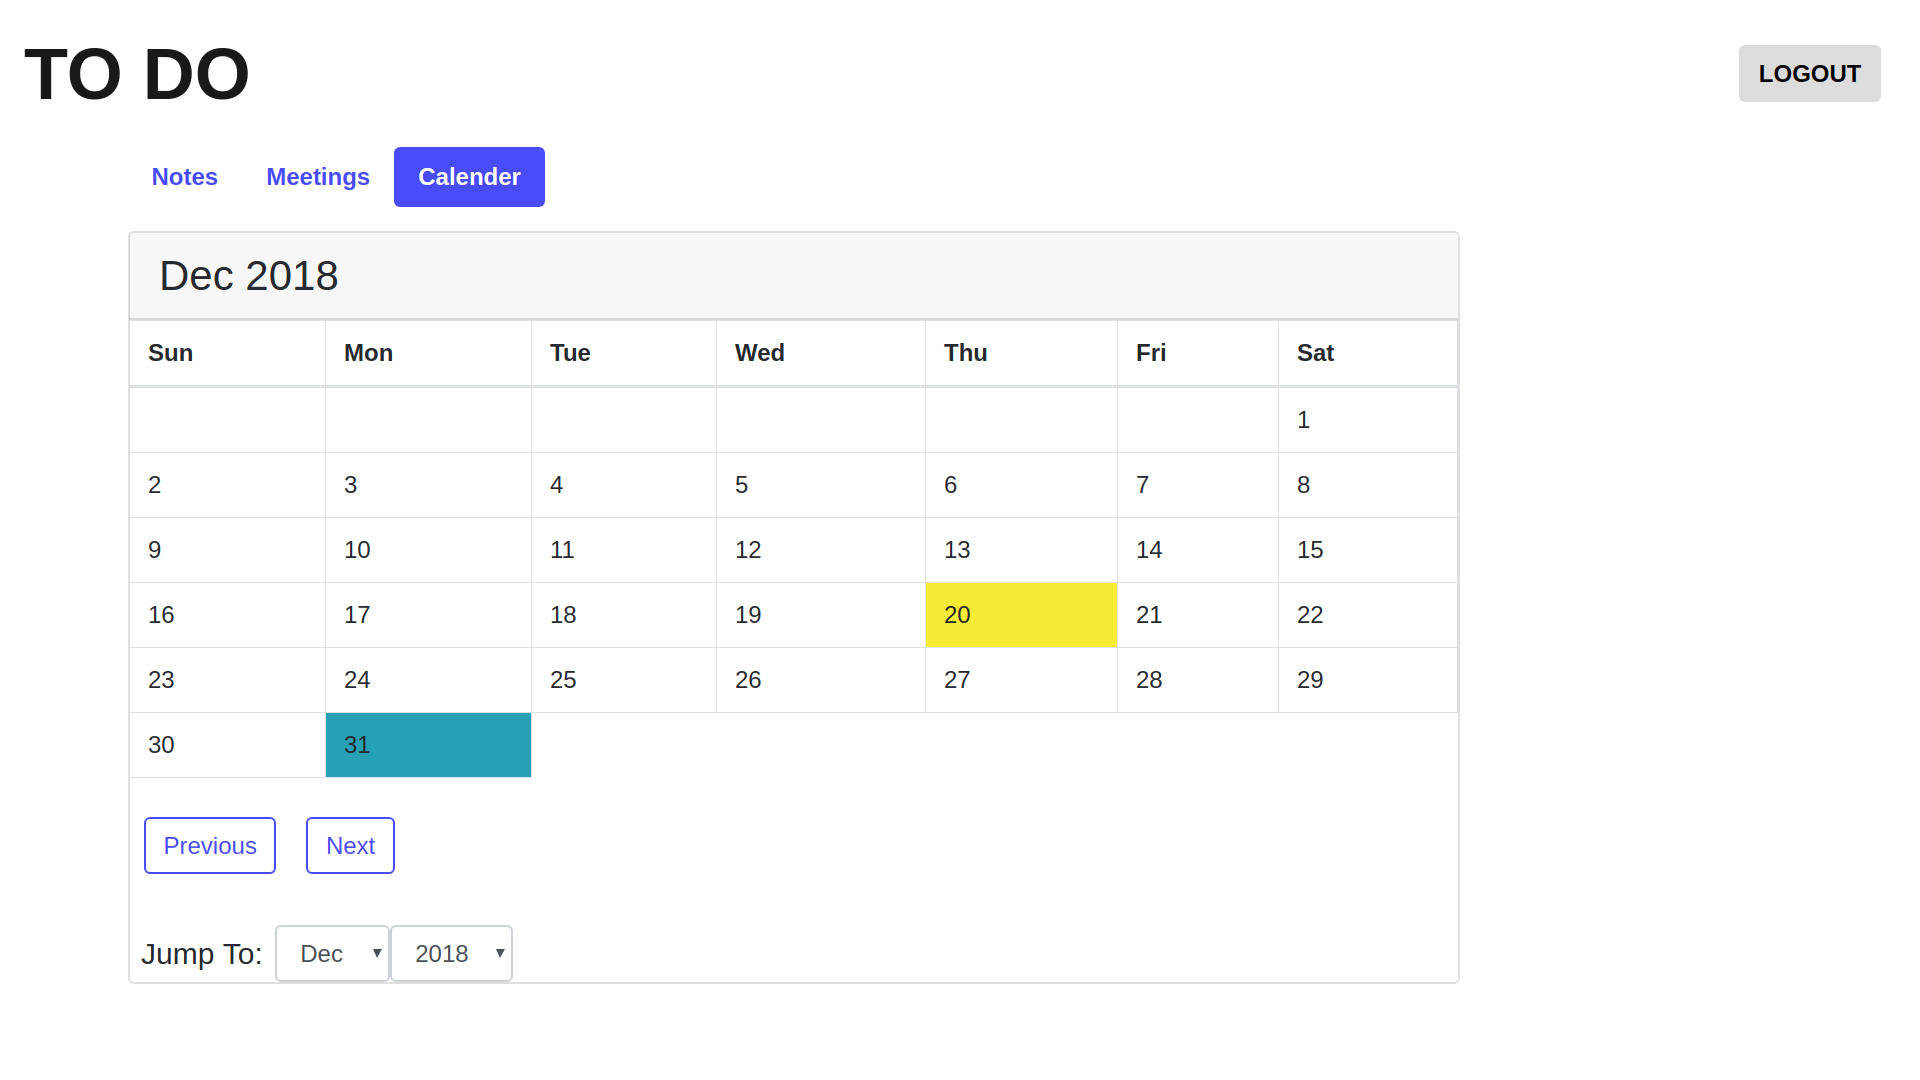 TO DO
LOGOUT
Notes Meetings Calender
Dec 2018
Sun Mon Tue Wed Thu Fri Sat
1
2 3 4 5 6 7 8
9 10 11 12 13 14 15
16 17 18 19 20 21 22
23 24 25 26 27 28 29
30 31
Previous Next
Jump To: Dec 2018